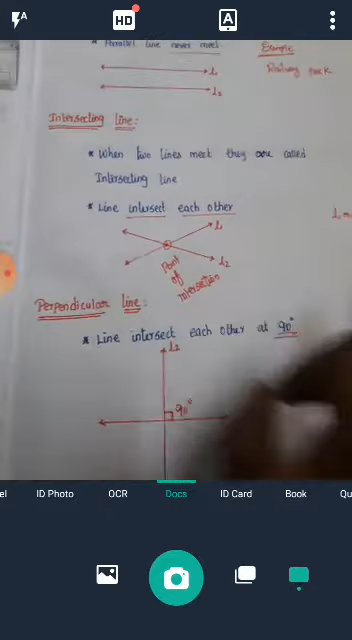 HD
A
* Parallel line never meet
Example
l1
Railway track
l2
Intersecting line:
* When two lines meet they are called
Intersecting line
* Line intersect each other
l1
l2
Point
of
intersection
Perpendicular line:
* Line intersect each other at 90°
l2
90°
ID Photo
OCR
Docs
ID Card
Book